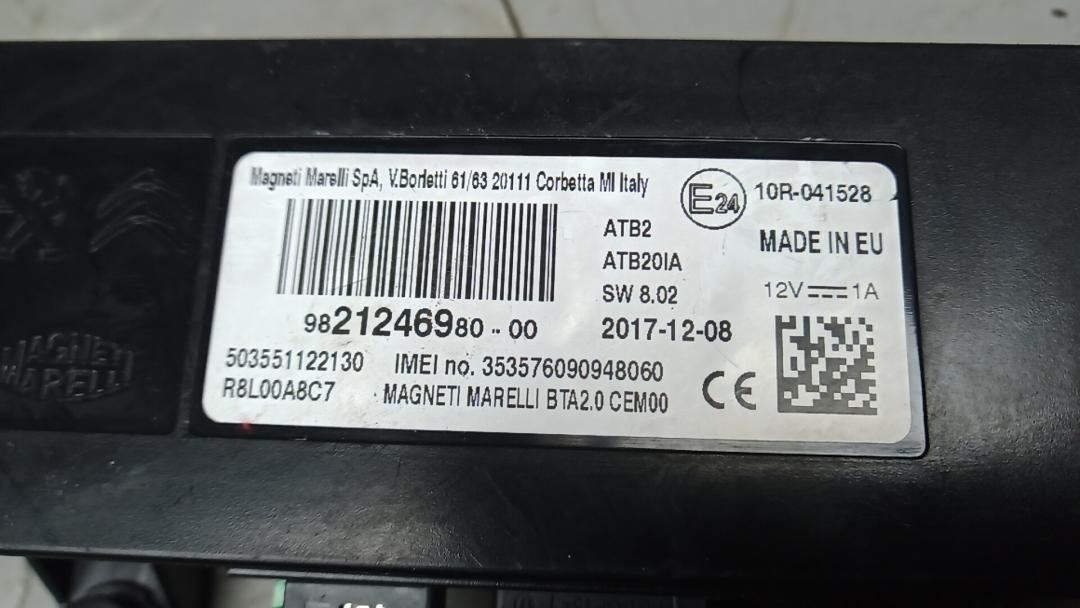 Magneti Marelli SpA, V.Borletti 61/63 20111 Corbetta MI Italy
E24
10R-041528
ATB2
MADE IN EU
ATB20IA
SW 8.02
12V 1A
9821246980-00
2017-12-08
503551122130
IMEI no. 353576090948060
R8L00A8C7
MAGNETI MARELLI BTA2.0 CEM00
CE
MAGNETI
MARELLI